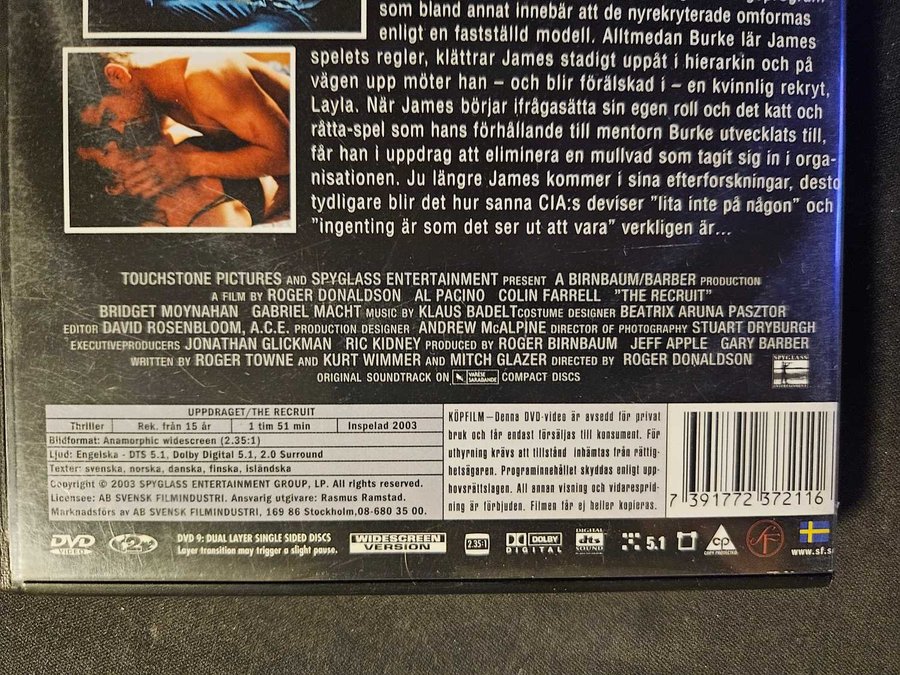 som bland annat innebär att de nyrekryterade omformas
enligt en fastställd modell. Alltmedan Burke lär James
spelets regler, klättrar James stadigt uppåt i hierarkin och på
vägen upp möter han – och blir förälskad i – en kvinnlig rekryt,
Layla. När James börjar ifrågasätta sin egen roll och det katt och
råtta-spel som hans förhållande till mentorn Burke utvecklats till,
får han i uppdrag att eliminera en mullvad som tagit sig in i orga-
nisationen. Ju längre James kommer i sina efterforskningar, desto
tydligare blir det hur sanna CIA:s deviser "lita inte på någon" och
"ingenting är som det ser ut att vara" verkligen är...
TOUCHSTONE PICTURES AND SPYGLASS ENTERTAINMENT PRESENT A BIRNBAUM/BARBER PRODUCTION
A FILM BY ROGER DONALDSON AL PACINO COLIN FARRELL "THE RECRUIT"
BRIDGET MOYNAHAN GABRIEL MACHT MUSIC BY KLAUS BADELT COSTUME DESIGNER BEATRIX ARUNA PASZTOR
EDITOR DAVID ROSENBLOOM, A.C.E. PRODUCTION DESIGNER ANDREW McALPINE DIRECTOR OF PHOTOGRAPHY STUART DRYBURGH
EXECUTIVEPRODUCERS JONATHAN GLICKMAN RIC KIDNEY PRODUCED BY ROGER BIRNBAUM JEFF APPLE GARY BARBER
WRITTEN BY ROGER TOWNE AND KURT WIMMER AND MITCH GLAZER DIRECTED BY ROGER DONALDSON
SPYGLASS
ENTERTAINMENT
ORIGINAL SOUNDTRACK ON VARÈSE SARABANDE COMPACT DISCS
UPPDRAGET/THE RECRUIT
Thriller Rek. från 15 år 1 tim 51 min Inspelad 2003
Bildformat: Anamorphic widescreen (2.35:1)
Ljud: Engelska - DTS 5.1, Dolby Digital 5.1, 2.0 Surround
Texter: svenska, norska, danska, finska, isländska
Copyright © 2003 SPYGLASS ENTERTAINMENT GROUP, LP. All rights reserved.
Licensee: AB SVENSK FILMINDUSTRI. Ansvarig utgivare: Rasmus Ramstad.
Marknadsförs av AB SVENSK FILMINDUSTRI, 169 86 Stockholm,08-680 35 00.
KÖPFILM – Denna DVD-video är avsedd för privat
bruk och får endast försäljas till konsument. För
uthyrning krävs att tillstånd inhämtas från rättig-
hetsägaren. Programinnehållet skyddas enligt upp-
hovsrättslagen. All annan visning och vidaresprid-
ning är förbjuden. Filmen får ej heller kopieras.
7 391772 372116
DVD VIDEO
2
DVD 9: DUAL LAYER SINGLE SIDED DISCS
Layer transition may trigger a slight pause.
WIDESCREEN
VERSION
2.35:1
DOLBY
DIGITAL
DIGITAL
dts
SOUND
5.1
CP
COPY PROTECTED
SF
www.sf.se